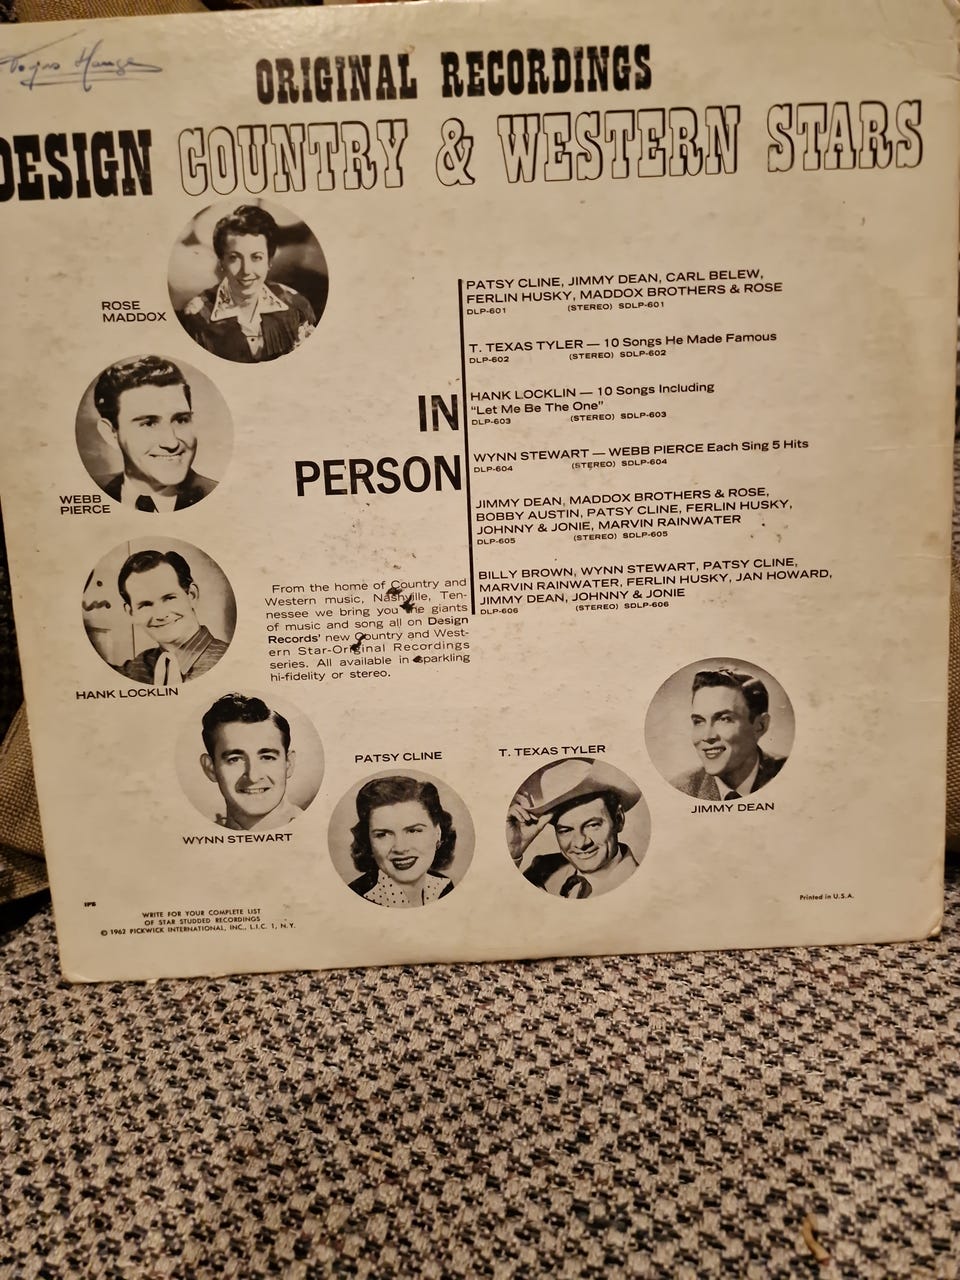 ORIGINAL RECORDINGS
DESIGN COUNTRY & WESTERN STARS
ROSE
MADDOX
WEBB
PIERCE
HANK LOCKLIN
WYNN STEWART
PATSY CLINE
T. TEXAS TYLER
JIMMY DEAN
IN
PERSON
PATSY CLINE, JIMMY DEAN, CARL BELEW,
FERLIN HUSKY, MADDOX BROTHERS & ROSE
DLP-601 (STEREO) SDLP-601
T. TEXAS TYLER — 10 Songs He Made Famous
DLP-602 (STEREO) SDLP-602
HANK LOCKLIN — 10 Songs Including
"Let Me Be The One"
DLP-603 (STEREO) SDLP-603
WYNN STEWART — WEBB PIERCE Each Sing 5 Hits
DLP-604 (STEREO) SDLP-604
JIMMY DEAN, MADDOX BROTHERS & ROSE,
BOBBY AUSTIN, PATSY CLINE, FERLIN HUSKY,
JOHNNY & JONIE, MARVIN RAINWATER
DLP-605 (STEREO) SDLP-605
BILLY BROWN, WYNN STEWART, PATSY CLINE,
MARVIN RAINWATER, FERLIN HUSKY, JAN HOWARD,
JIMMY DEAN, JOHNNY & JONIE
DLP-606 (STEREO) SDLP-606
From the home of Country and
Western music, Nashville, Ten-
nessee we bring you the giants
of music and song all on Design
Records' new Country and West-
ern Star-Original Recordings
series. All available in sparkling
hi-fidelity or stereo.
WRITE FOR YOUR COMPLETE LIST
OF STAR STUDDED RECORDINGS
© 1962 PICKWICK INTERNATIONAL, INC., L.I.C. 1, N.Y.
Printed in U.S.A.